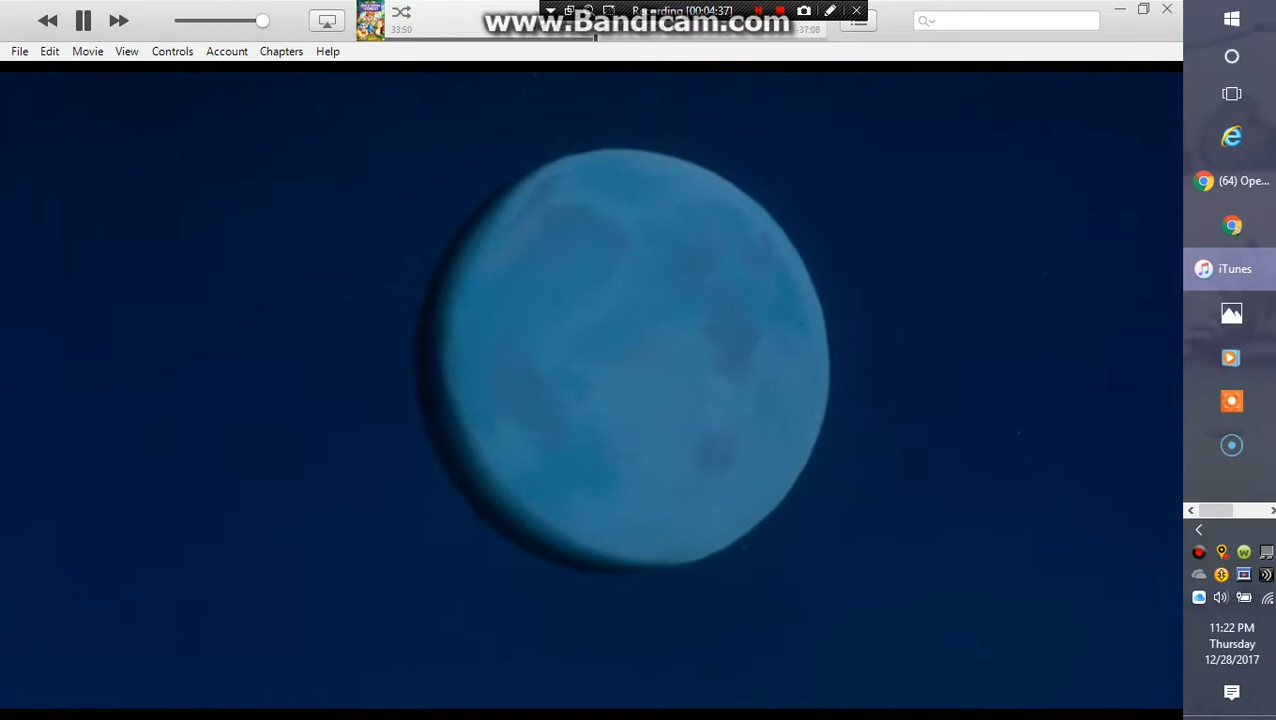 www.Bandicam.com
Recording [00:04:37]
33:50
-37:08
File Edit Movie View Controls Account Chapters Help
(64) Ope...
iTunes
11:22 PM
Thursday
12/28/2017